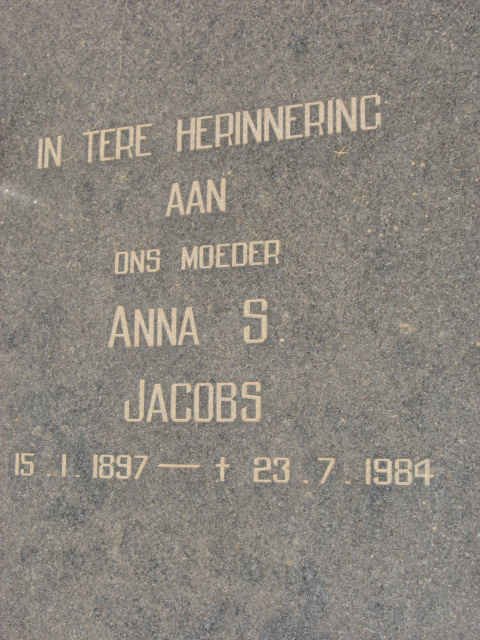 IN TERE HERINNERING
AAN
ONS MOEDER
ANNA S.
JACOBS
15.1.1897 — † 23.7.1984